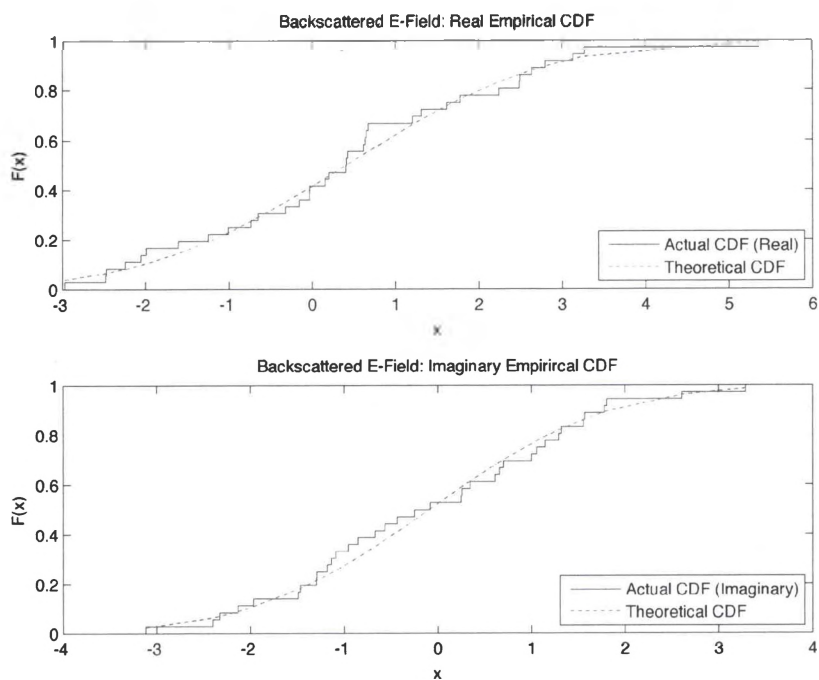 Backscattered E-Field: Real Empirical CDF
1
0.8
0.6
0.4
0.2
0
F(x)
-3 -2 -1 0 1 2 3 4 5 6
x
Actual CDF (Real)
Theoretical CDF
Backscattered E-Field: Imaginary Empirircal CDF
1
0.8
0.6
0.4
0.2
0
F(x)
-4 -3 -2 -1 0 1 2 3 4
x
Actual CDF (Imaginary)
Theoretical CDF